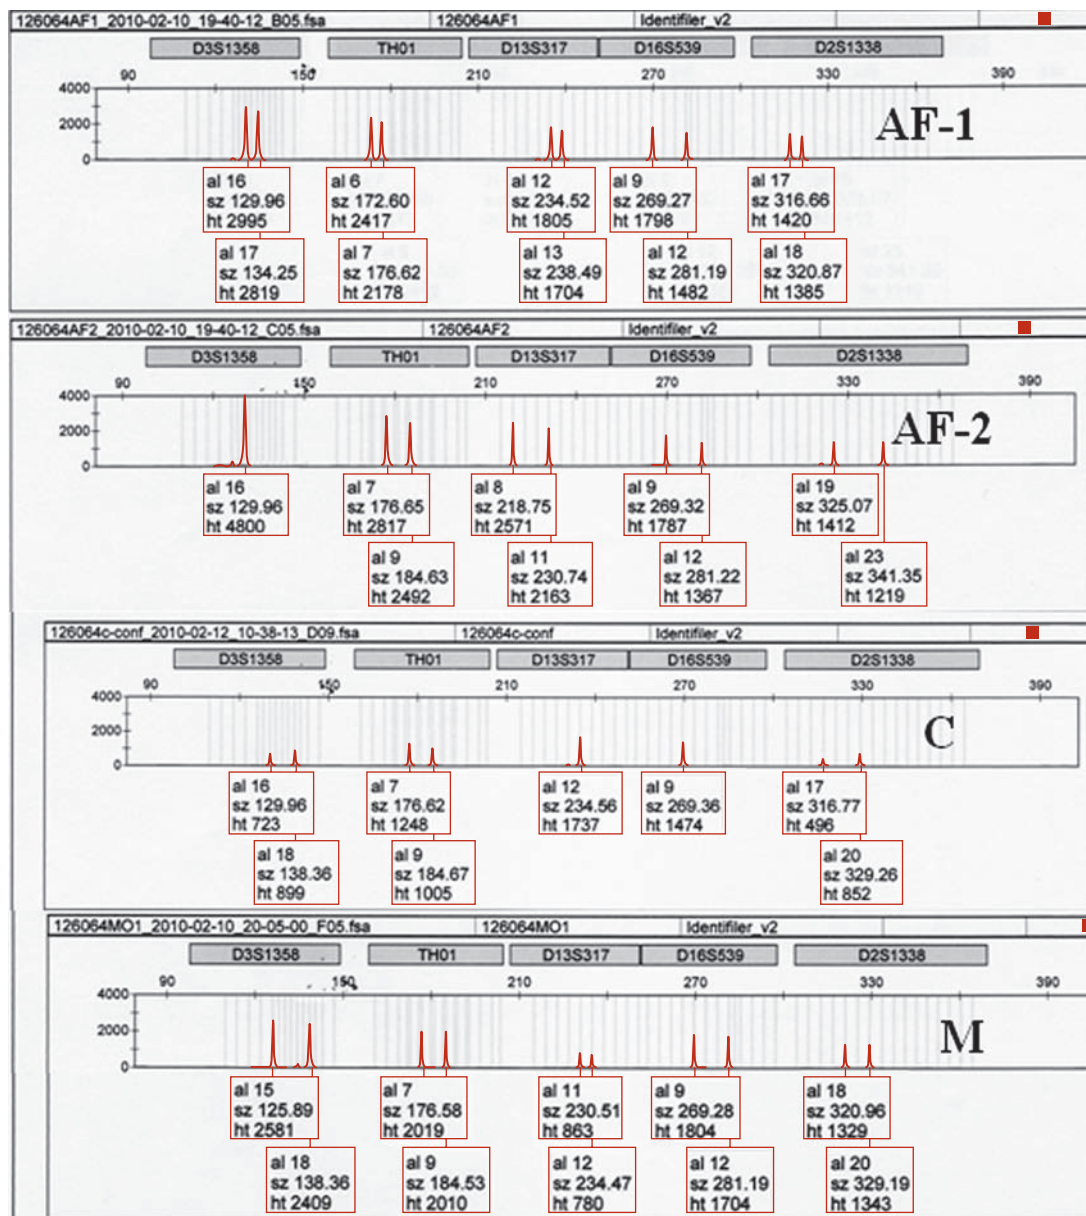 126064AF1_2010-02-10_19-40-12_B05.fsa 126064AF1 Identifiler_v2
D3S1358 TH01 D13S317 D16S539 D2S1338
90 150 210 270 330 390
4000
2000
0
AF-1
al 16 al 6 al 12 al 9 al 17
sz 129.96 sz 172.60 sz 234.52 sz 269.27 sz 316.66
ht 2995 ht 2417 ht 1805 ht 1798 ht 1420
al 17 al 7 al 13 al 12 al 18
sz 134.25 sz 176.62 sz 238.49 sz 281.19 sz 320.87
ht 2819 ht 2178 ht 1704 ht 1482 ht 1385
126064AF2_2010-02-10_19-40-12_C05.fsa 126064AF2 Identifiler_v2
D3S1358 TH01 D13S317 D16S539 D2S1338
90 150 210 270 330 390
4000
2000
0
AF-2
al 16 al 7 al 8 al 9 al 19
sz 129.96 sz 176.65 sz 218.75 sz 269.32 sz 325.07
ht 4800 ht 2817 ht 2571 ht 1787 ht 1412
al 9 al 11 al 12 al 23
sz 184.63 sz 230.74 sz 281.22 sz 341.35
ht 2492 ht 2163 ht 1367 ht 1219
126064c-conf_2010-02-12_10-38-13_D09.fsa 126064c-conf Identifiler_v2
D3S1358 TH01 D13S317 D16S539 D2S1338
90 150 210 270 330 390
4000
2000
0
C
al 16 al 7 al 12 al 9 al 17
sz 129.96 sz 176.62 sz 234.56 sz 269.36 sz 316.77
ht 723 ht 1248 ht 1737 ht 1474 ht 496
al 18 al 9 al 20
sz 138.36 sz 184.67 sz 329.26
ht 899 ht 1005 ht 852
126064MO1_2010-02-10_20-05-00_F05.fsa 126064MO1 Identifiler_v2
D3S1358 TH01 D13S317 D16S539 D2S1338
90 150 210 270 330 390
4000
2000
0
M
al 15 al 7 al 11 al 9 al 18
sz 125.89 sz 176.58 sz 230.51 sz 269.28 sz 320.96
ht 2581 ht 2019 ht 863 ht 1804 ht 1329
al 18 al 9 al 12 al 12 al 20
sz 138.36 sz 184.53 sz 234.47 sz 281.19 sz 329.19
ht 2409 ht 2010 ht 780 ht 1704 ht 1343